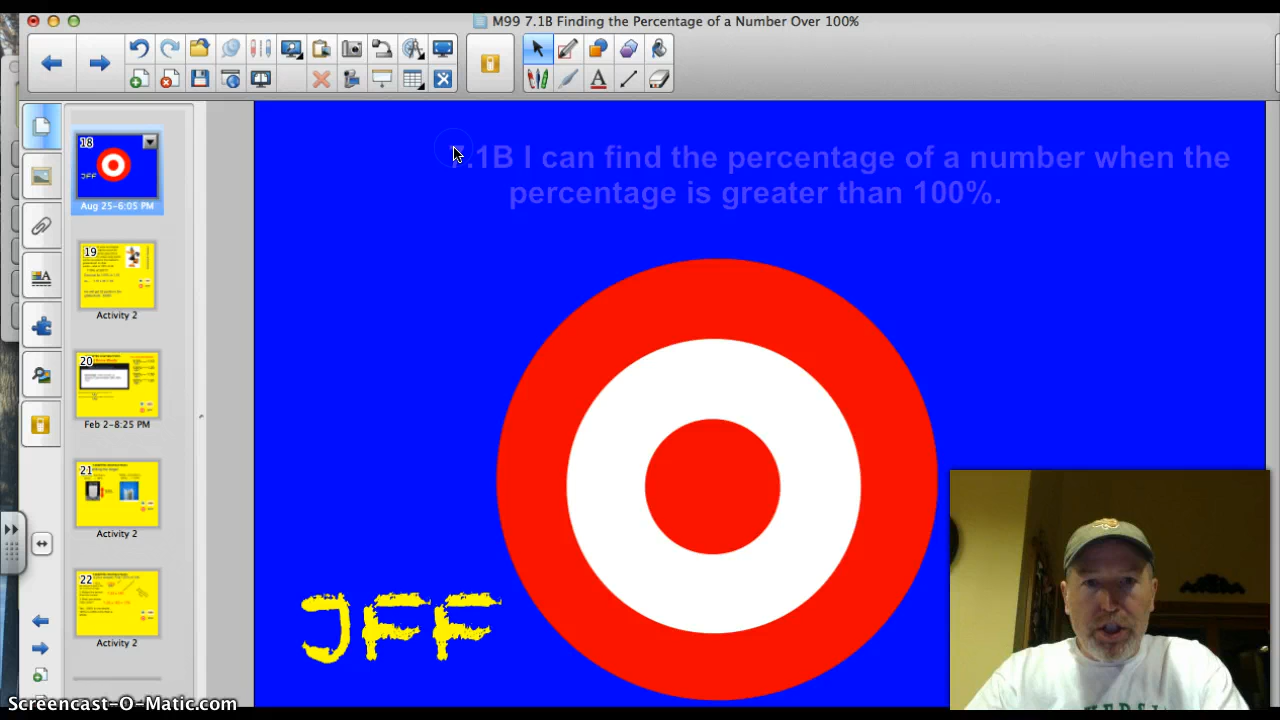 M99 7.1B Finding the Percentage of a Number Over 100%
18
Aug 25-6:05 PM
19
Activity 2
20
Feb 2-8:25 PM
21
Activity 2
22
Activity 2
7.1B I can find the percentage of a number when the
percentage is greater than 100%.
JFF
Screencast-O-Matic.com